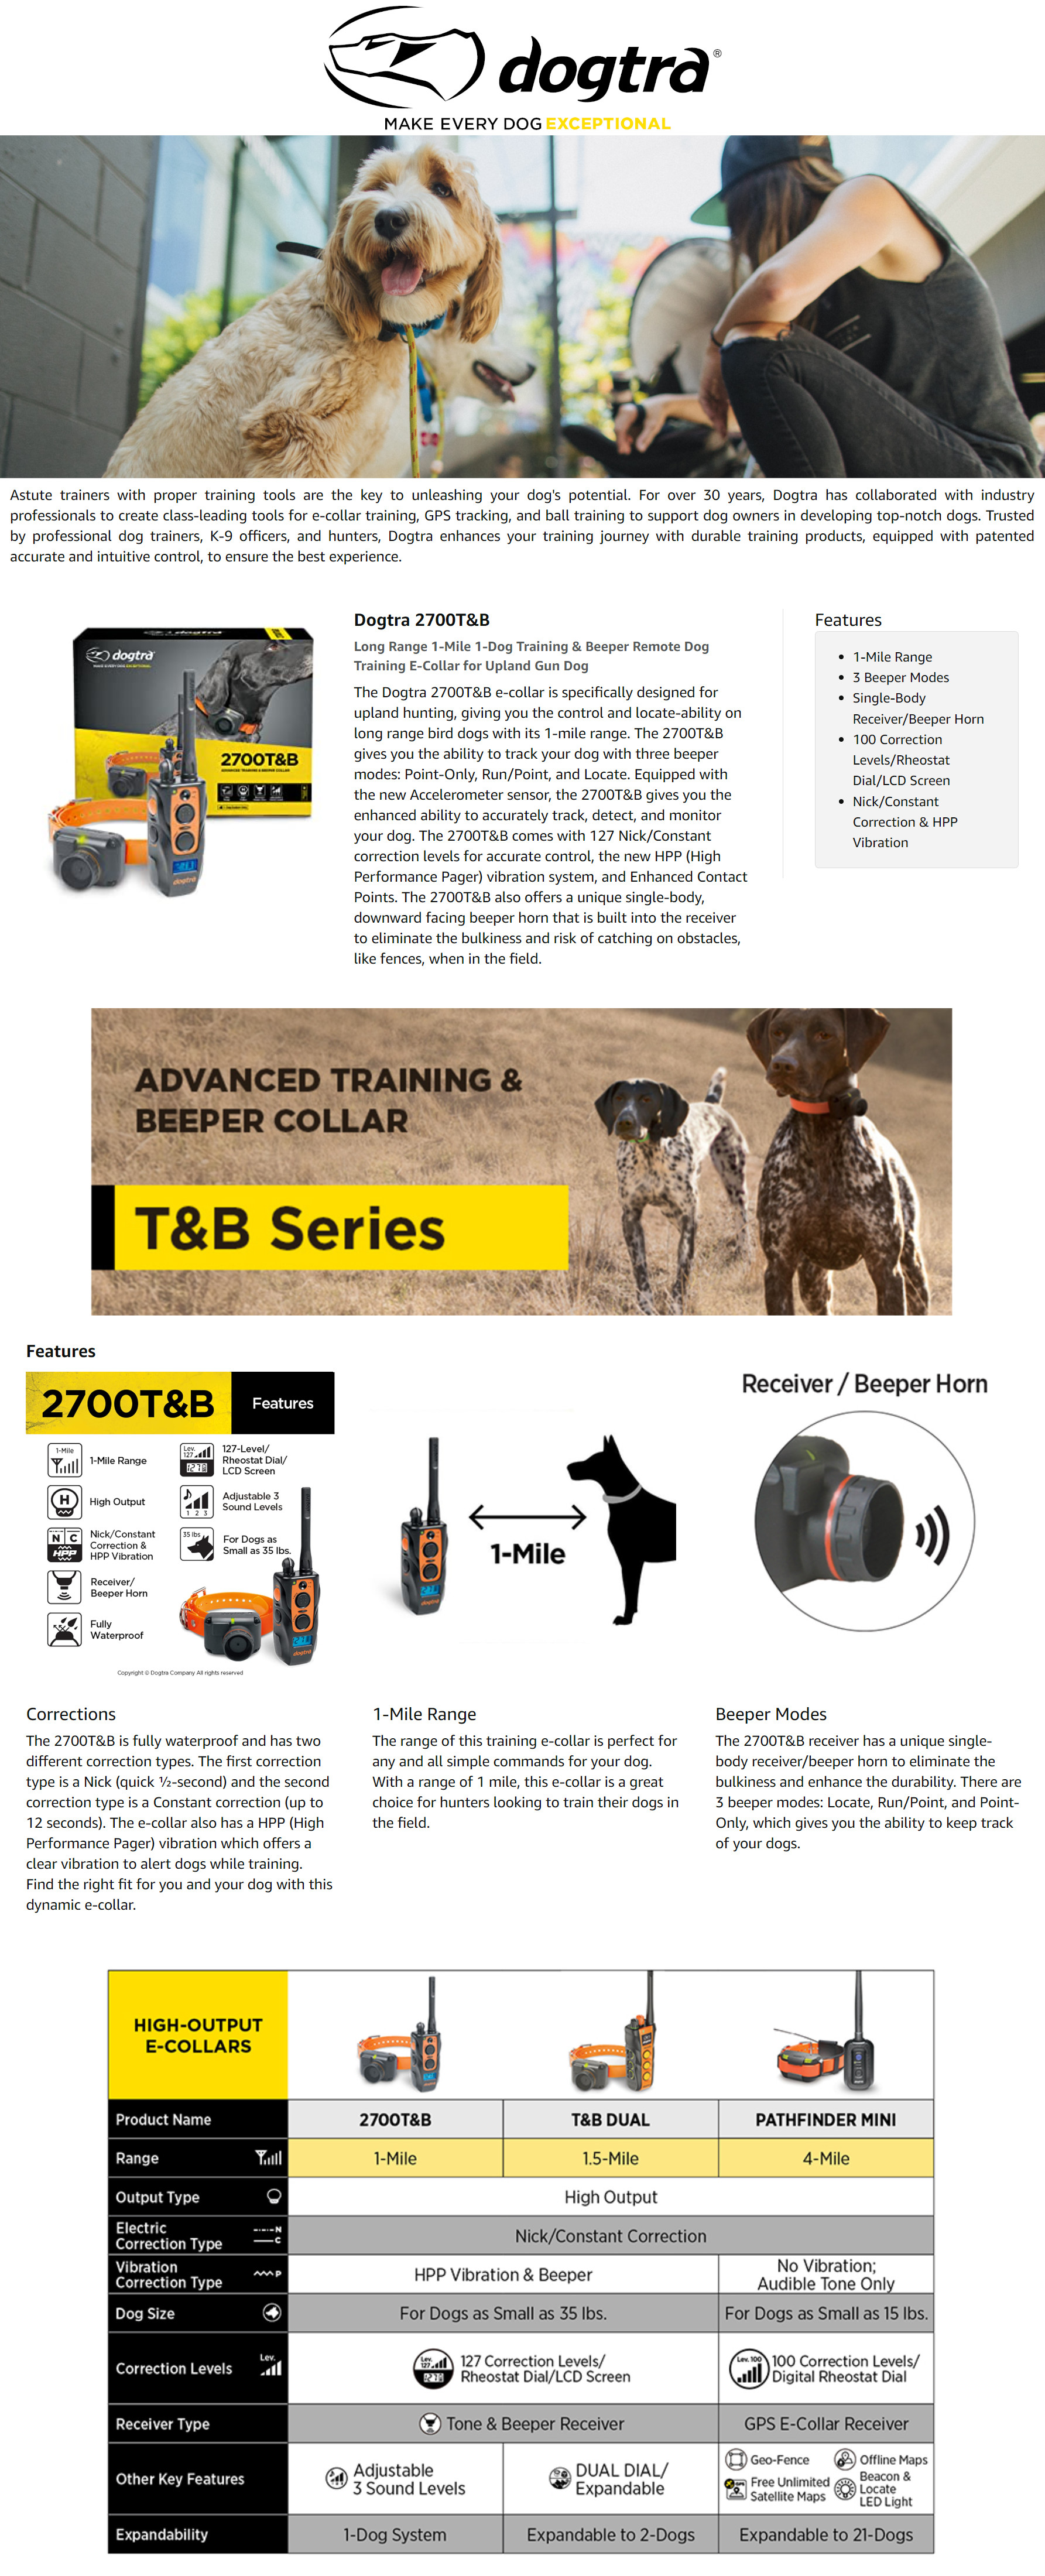 dogtra®
MAKE EVERY DOG EXCEPTIONAL
Astute trainers with proper training tools are the key to unleashing your dog's potential. For over 30 years, Dogtra has collaborated with industry
professionals to create class-leading tools for e-collar training, GPS tracking, and ball training to support dog owners in developing top-notch dogs. Trusted
by professional dog trainers, K-9 officers, and hunters, Dogtra enhances your training journey with durable training products, equipped with patented
accurate and intuitive control, to ensure the best experience.
dogtra
MAKE EVERY DOG EXCEPTIONAL
2700T&B
ADVANCED TRAINING & BEEPER COLLAR
dogtra
Dogtra 2700T&B
Long Range 1-Mile 1-Dog Training & Beeper Remote Dog
Training E-Collar for Upland Gun Dog
The Dogtra 2700T&B e-collar is specifically designed for
upland hunting, giving you the control and locate-ability on
long range bird dogs with its 1-mile range. The 2700T&B
gives you the ability to track your dog with three beeper
modes: Point-Only, Run/Point, and Locate. Equipped with
the new Accelerometer sensor, the 2700T&B gives you the
enhanced ability to accurately track, detect, and monitor
your dog. The 2700T&B comes with 127 Nick/Constant
correction levels for accurate control, the new HPP (High
Performance Pager) vibration system, and Enhanced Contact
Points. The 2700T&B also offers a unique single-body,
downward facing beeper horn that is built into the receiver
to eliminate the bulkiness and risk of catching on obstacles,
like fences, when in the field.
Features
• 1-Mile Range
• 3 Beeper Modes
• Single-Body
Receiver/Beeper Horn
• 100 Correction
Levels/Rheostat
Dial/LCD Screen
• Nick/Constant
Correction & HPP
Vibration
ADVANCED TRAINING &
BEEPER COLLAR
T&B Series
Features
2700T&B
Features
1-Mile
1-Mile Range
H
High Output
N C
HPP
Nick/Constant
Correction &
HPP Vibration
Receiver/
Beeper Horn
Fully
Waterproof
Lev.
127
127-Level/
Rheostat Dial/
LCD Screen
1 2 3
Adjustable 3
Sound Levels
35 lbs
For Dogs as
Small as 35 lbs.
dogtra
Copyright © Dogtra Company All rights reserved
dogtra
1-Mile
Receiver / Beeper Horn
Corrections
The 2700T&B is fully waterproof and has two
different correction types. The first correction
type is a Nick (quick ½-second) and the second
correction type is a Constant correction (up to
12 seconds). The e-collar also has a HPP (High
Performance Pager) vibration which offers a
clear vibration to alert dogs while training.
Find the right fit for you and your dog with this
dynamic e-collar.
1-Mile Range
The range of this training e-collar is perfect for
any and all simple commands for your dog.
With a range of 1 mile, this e-collar is a great
choice for hunters looking to train their dogs in
the field.
Beeper Modes
The 2700T&B receiver has a unique single-
body receiver/beeper horn to eliminate the
bulkiness and enhance the durability. There are
3 beeper modes: Locate, Run/Point, and Point-
Only, which gives you the ability to keep track
of your dogs.
HIGH-OUTPUT
E-COLLARS
Product Name
2700T&B
T&B DUAL
PATHFINDER MINI
Range
1-Mile
1.5-Mile
4-Mile
Output Type
High Output
Electric
Correction Type
N
C
Nick/Constant Correction
Vibration
Correction Type
P
HPP Vibration & Beeper
No Vibration;
Audible Tone Only
Dog Size
For Dogs as Small as 35 lbs.
For Dogs as Small as 15 lbs.
Correction Levels
Lev.
Lev.
127
127 Correction Levels/
Rheostat Dial/LCD Screen
Lev. 100
100 Correction Levels/
Digital Rheostat Dial
Receiver Type
Tone & Beeper Receiver
GPS E-Collar Receiver
Other Key Features
Adjustable
3 Sound Levels
DUAL DIAL/
Expandable
Geo-Fence
Offline Maps
Free Unlimited
Satellite Maps
Beacon &
Locate
LED Light
Expandability
1-Dog System
Expandable to 2-Dogs
Expandable to 21-Dogs